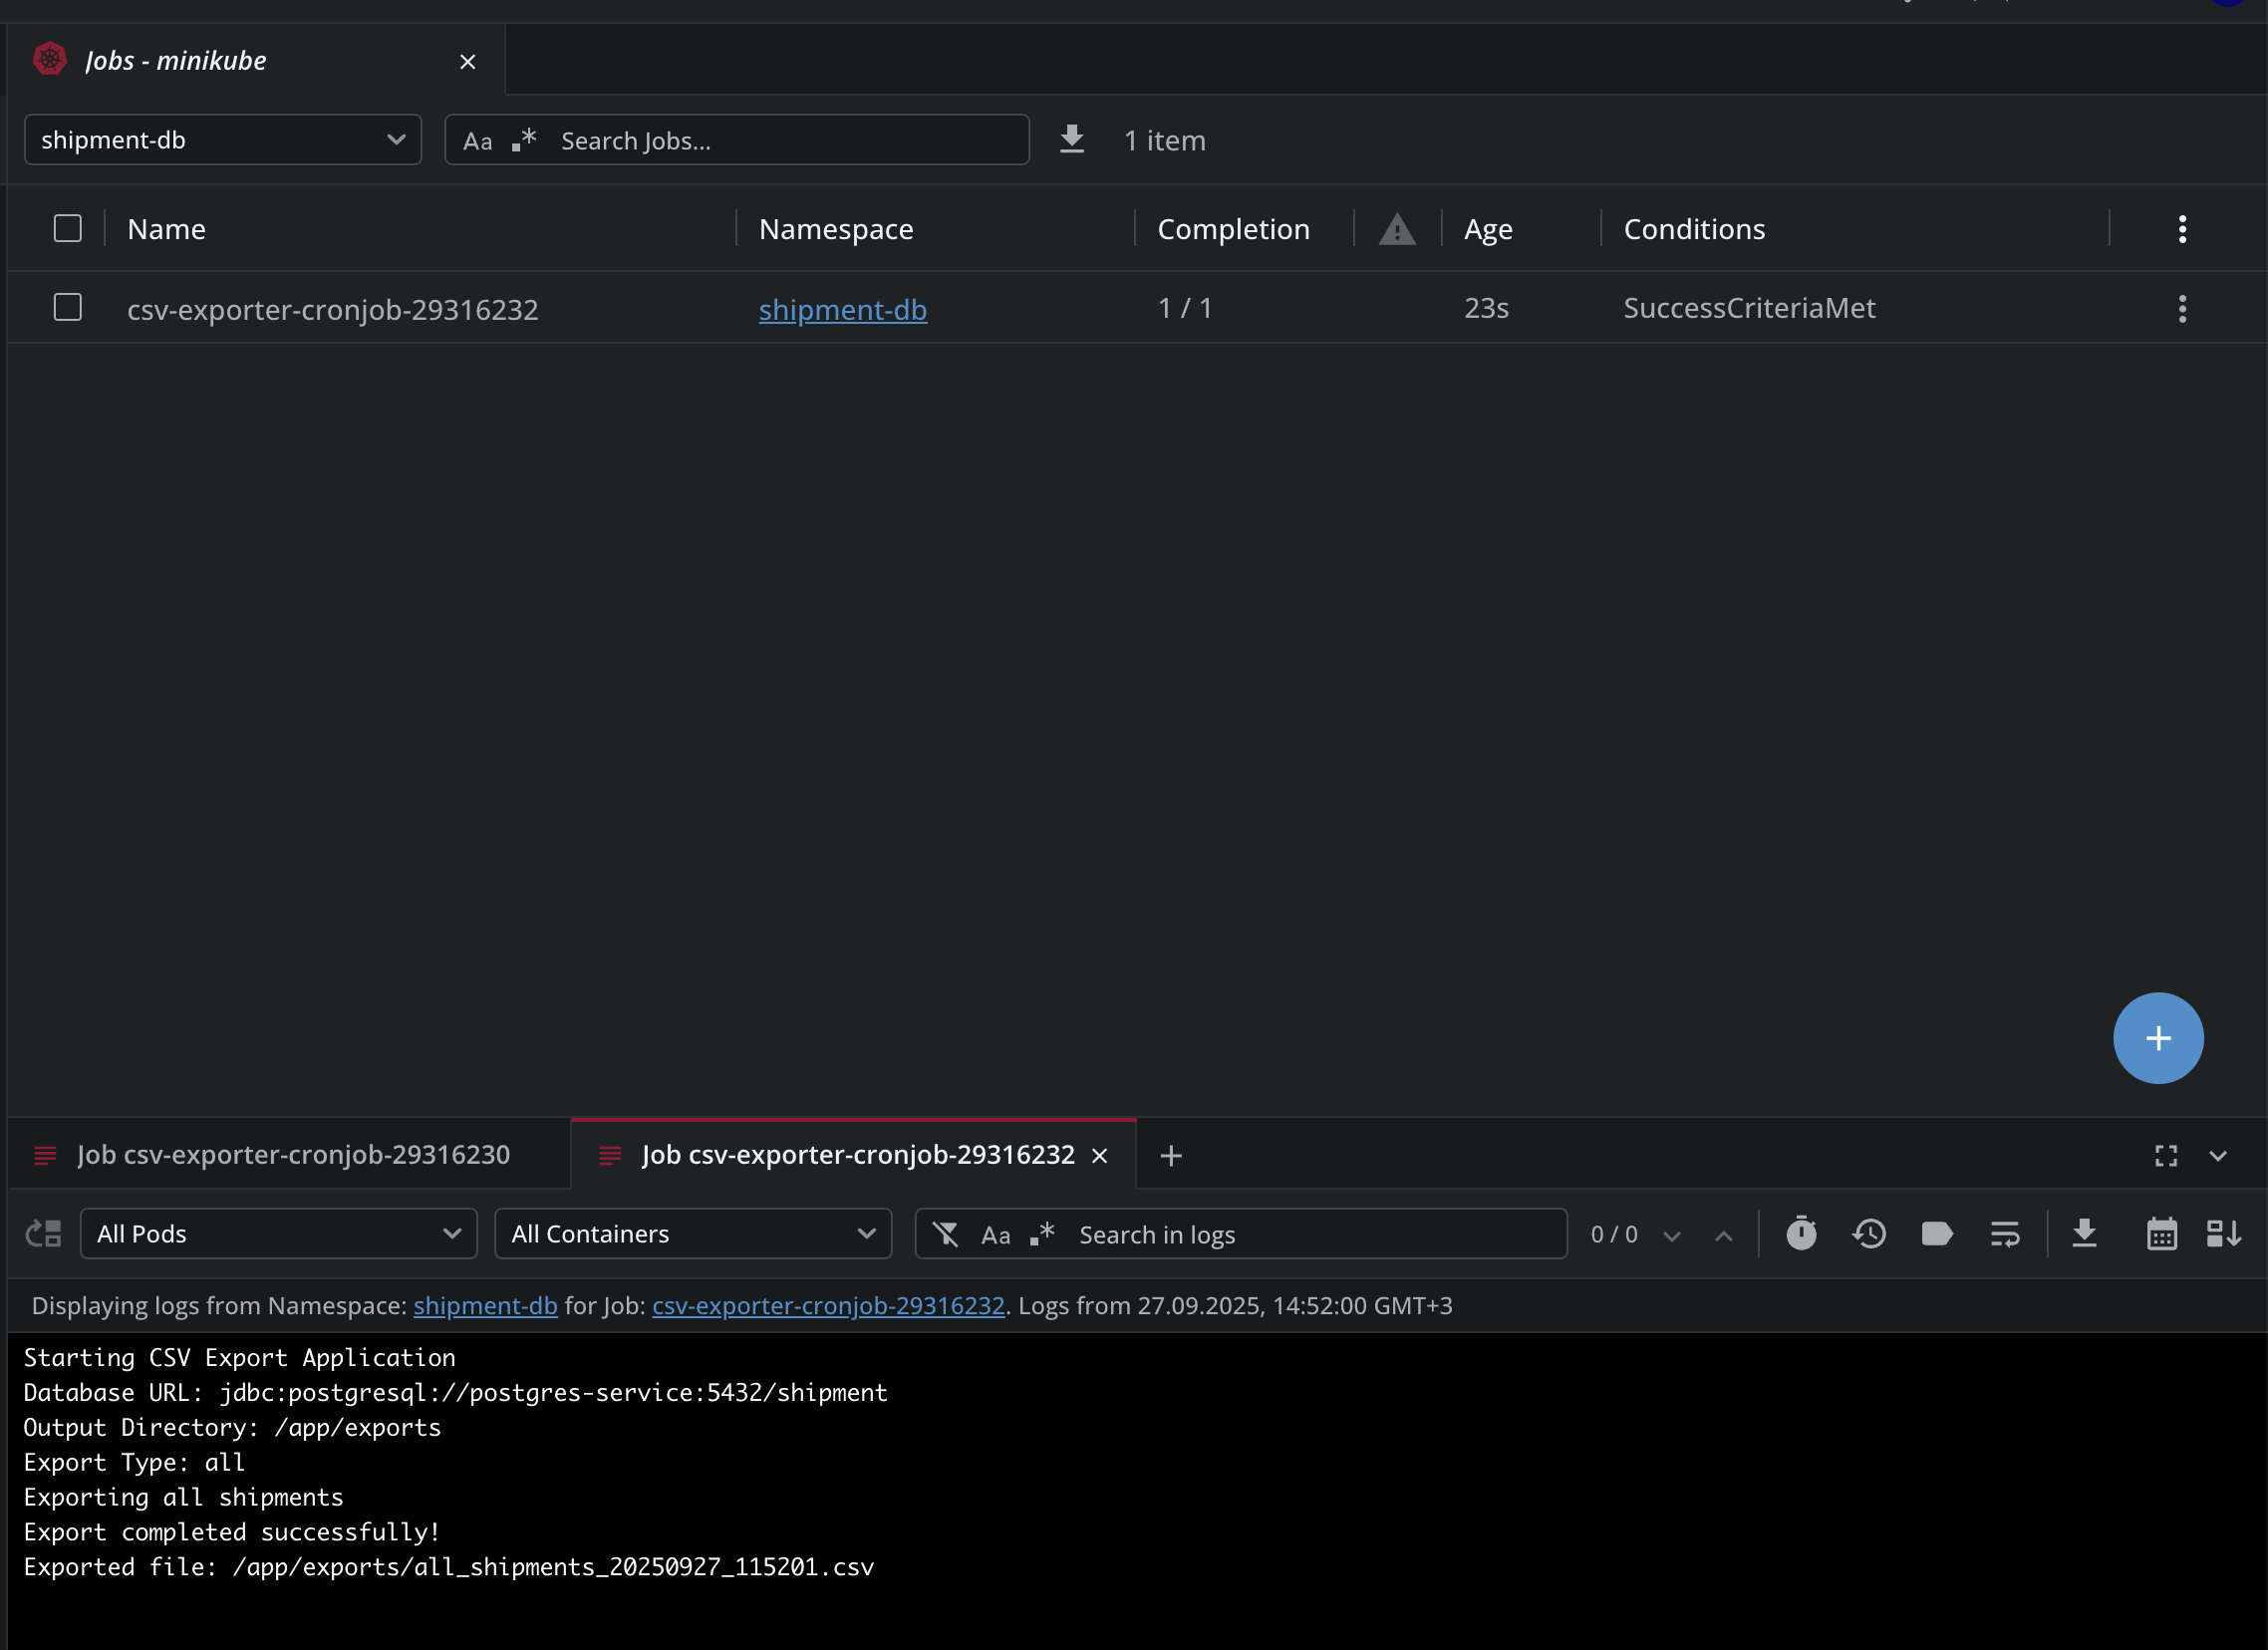 Jobs - minikube
shipment-db
Aa .* Search Jobs...
1 item
Name Namespace Completion Age Conditions
csv-exporter-cronjob-29316232 shipment-db 1 / 1 23s SuccessCriteriaMet
Job csv-exporter-cronjob-29316230 Job csv-exporter-cronjob-29316232
All Pods All Containers Aa .* Search in logs 0 / 0
Displaying logs from Namespace: shipment-db for Job: csv-exporter-cronjob-29316232. Logs from 27.09.2025, 14:52:00 GMT+3
Starting CSV Export Application
Database URL: jdbc:postgresql://postgres-service:5432/shipment
Output Directory: /app/exports
Export Type: all
Exporting all shipments
Export completed successfully!
Exported file: /app/exports/all_shipments_20250927_115201.csv